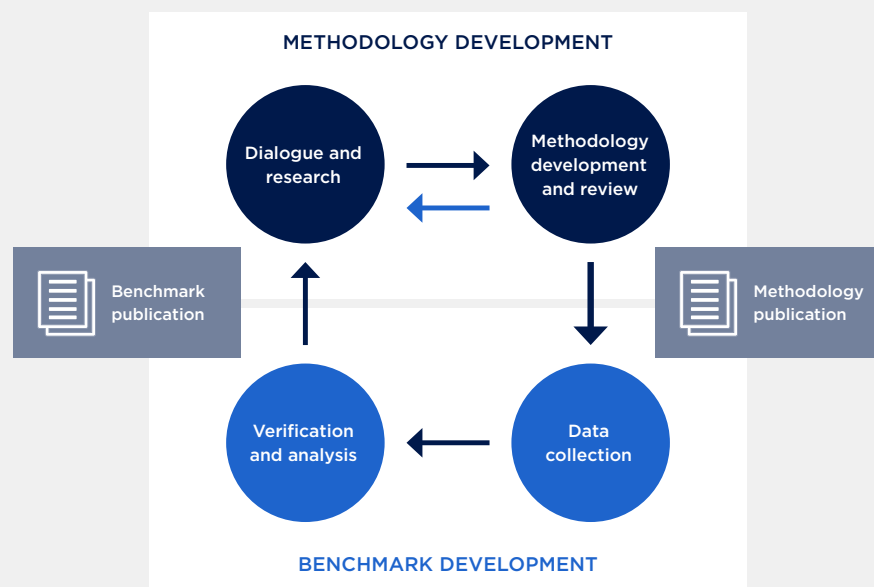 METHODOLOGY DEVELOPMENT
Dialogue and
research
Methodology
development
and review
Benchmark
publication
Methodology
publication
Verification
and analysis
Data
collection
BENCHMARK DEVELOPMENT